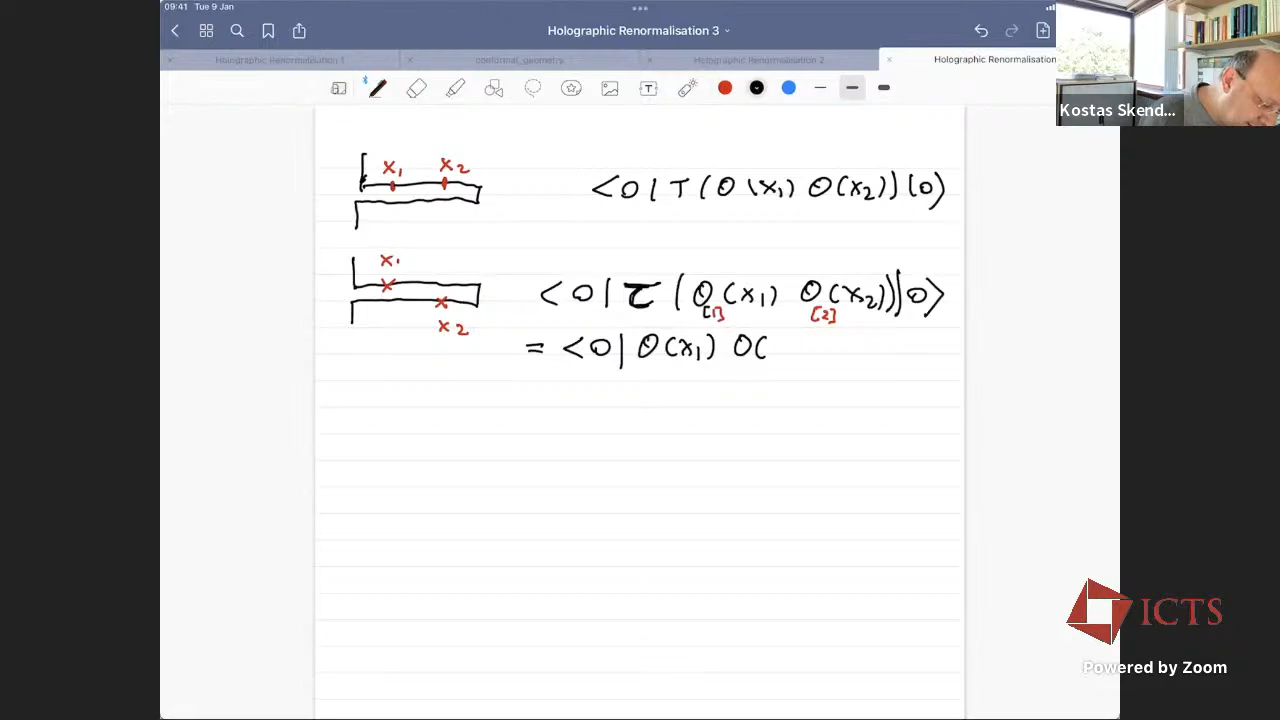 09:41 Tue 9 Jan
Holographic Renormalisation 3
Holographic Renormalisation 1
conformal_geometry
Holographic Renormalisation 2
Holographic Renormalisation
Kostas Skend...
x₁ x₂
<0| T (O (x₁) O(x₂)) |0>
x₁
x₂
<0| τ (O[1](x₁) O[2](x₂)) |0>
= <0| O(x₁) O(
ICTS
Powered by Zoom